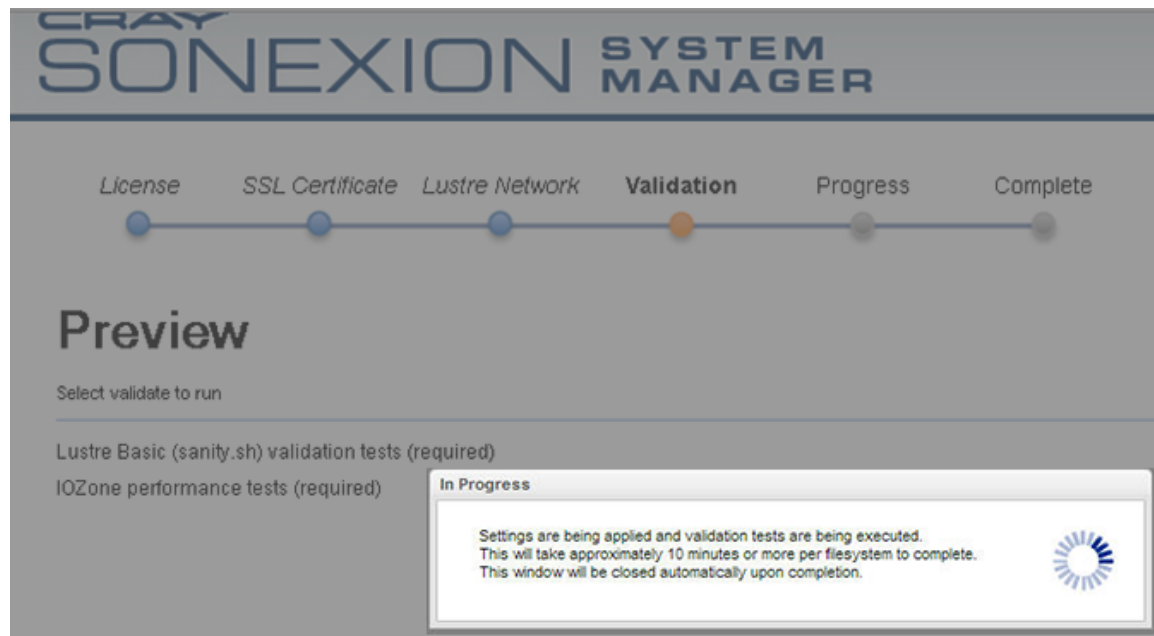 CRAY
SONEXION SYSTEM MANAGER
License SSL Certificate Lustre Network Validation Progress Complete
Preview
Select validate to run
Lustre Basic (sanity.sh) validation tests (required)
IOZone performance tests (required)
In Progress
Settings are being applied and validation tests are being executed.
This will take approximately 10 minutes or more per filesystem to complete.
This window will be closed automatically upon completion.